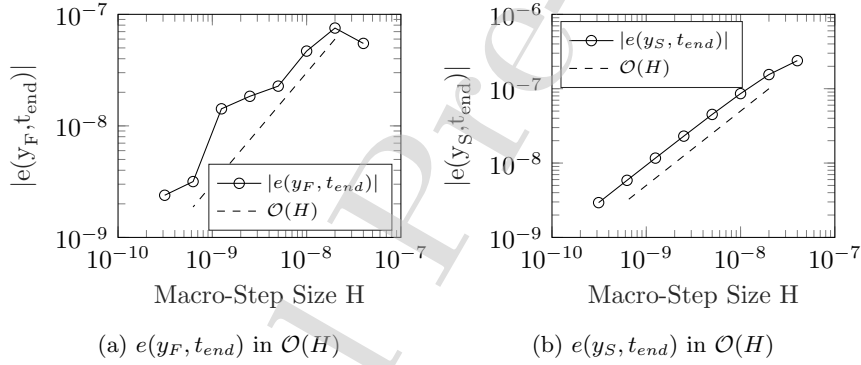 10⁻⁷
10⁻⁸
10⁻⁹
|e(y_F,t_end)|
|e(y_F, t_end)|
O(H)
10⁻¹⁰ 10⁻⁹ 10⁻⁸ 10⁻⁷
Macro-Step Size H
(a) e(y_F, t_end) in O(H)
10⁻⁶
10⁻⁷
10⁻⁸
10⁻⁹
|e(y_S,t_end)|
|e(y_S, t_end)|
O(H)
10⁻¹⁰ 10⁻⁹ 10⁻⁸ 10⁻⁷
Macro-Step Size H
(b) e(y_S, t_end) in O(H)
l Pre